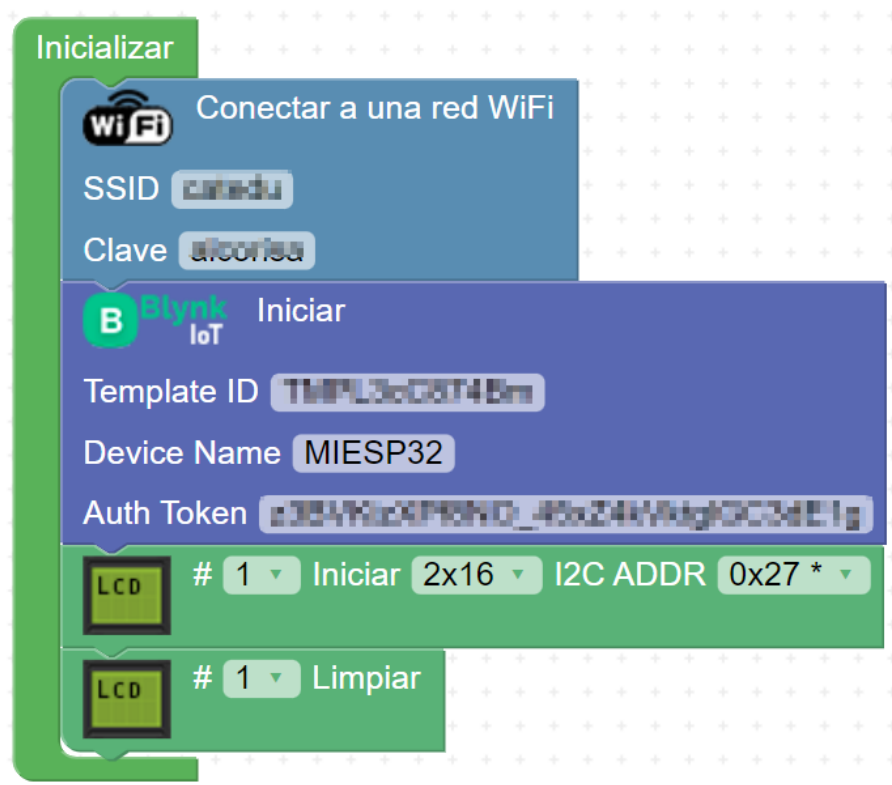 Inicializar
WiFi Conectar a una red WiFi
SSID
Clave
B Blynk IoT Iniciar
Template ID
Device Name MIESP32
Auth Token
LCD # 1 Iniciar 2x16 I2C ADDR 0x27 *
LCD # 1 Limpiar